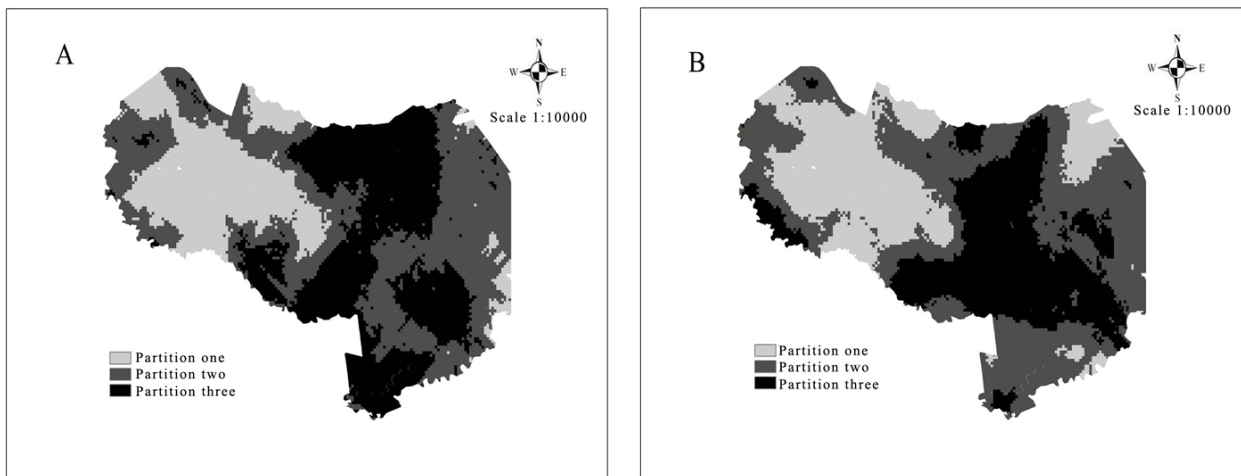 A
N
W E
S
Scale 1:10000
Partition one
Partition two
Partition three
B
N
W E
S
Scale 1:10000
Partition one
Partition two
Partition three